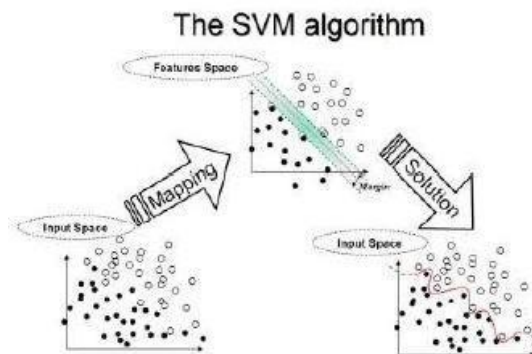 The SVM algorithm
Features Space
Mapping
Margin
Solution
Input Space
Input Space